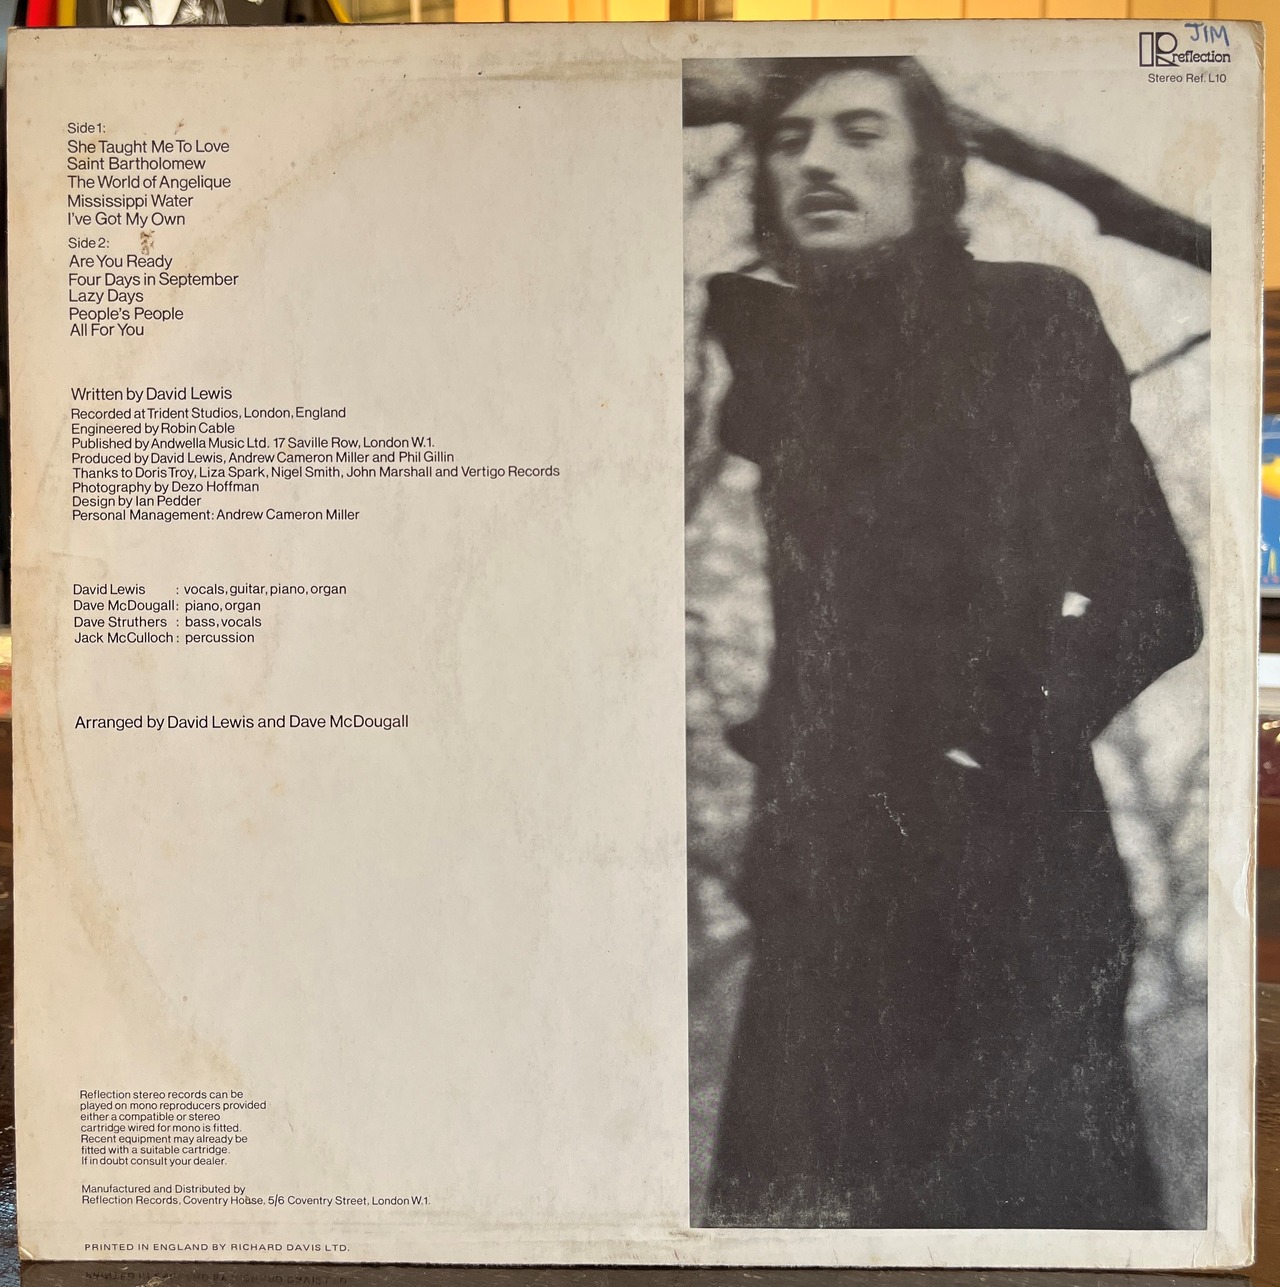 JIM
reflection
Stereo Ref. L10
Side 1:
She Taught Me To Love
Saint Bartholomew
The World of Angelique
Mississippi Water
I've Got My Own
Side 2:
Are You Ready
Four Days in September
Lazy Days
People's People
All For You
Written by David Lewis
Recorded at Trident Studios, London, England
Engineered by Robin Cable
Published by Andwella Music Ltd. 17 Saville Row, London W.1.
Produced by David Lewis, Andrew Cameron Miller and Phil Gillin
Thanks to Doris Troy, Liza Spark, Nigel Smith, John Marshall and Vertigo Records
Photography by Dezo Hoffman
Design by Ian Pedder
Personal Management: Andrew Cameron Miller
David Lewis : vocals, guitar, piano, organ
Dave McDougall: piano, organ
Dave Struthers : bass, vocals
Jack McCulloch : percussion
Arranged by David Lewis and Dave McDougall
Reflection stereo records can be
played on mono reproducers provided
either a compatible or stereo
cartridge wired for mono is fitted.
Recent equipment may already be
fitted with a suitable cartridge.
If in doubt consult your dealer.
Manufactured and Distributed by
Reflection Records, Coventry House, 5/6 Coventry Street, London W.1.
PRINTED IN ENGLAND BY RICHARD DAVIS LTD.